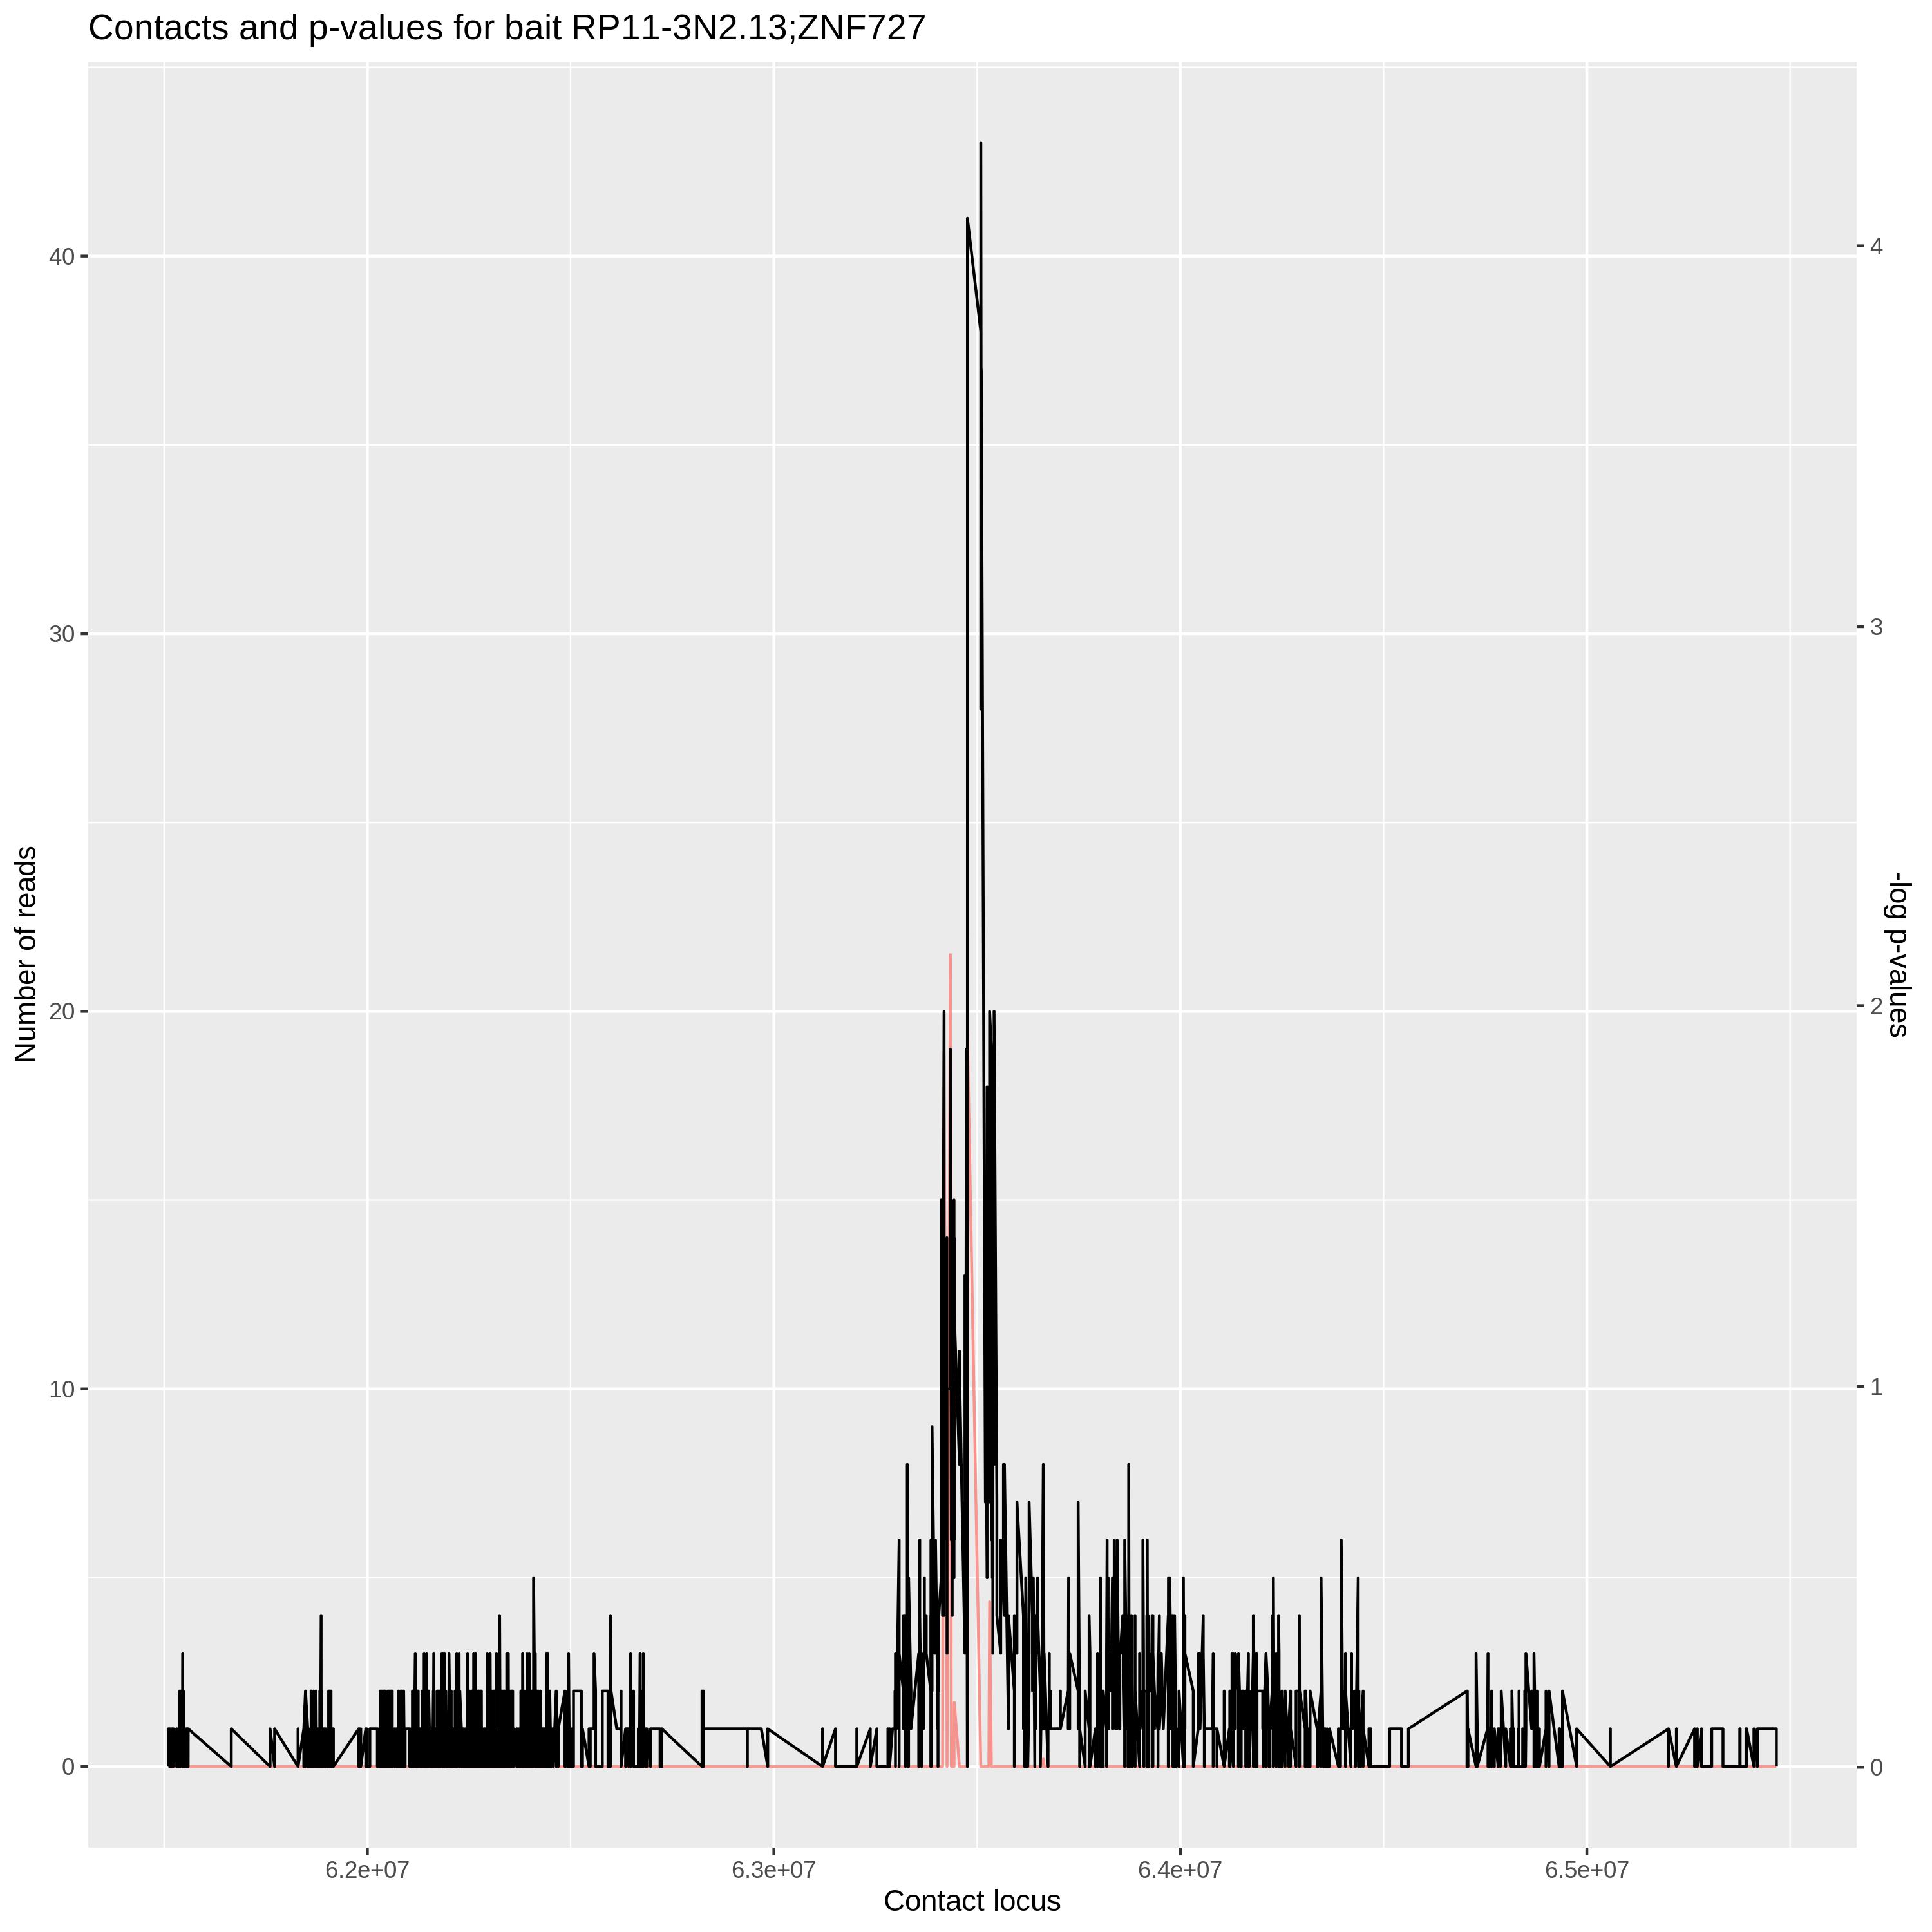 Contacts and p-values for bait RP11-3N2.13;ZNF727
40
30
20
10
0
Number of reads
4
3
2
1
0
-log p-values
6.2e+07 6.3e+07 6.4e+07 6.5e+07
Contact locus